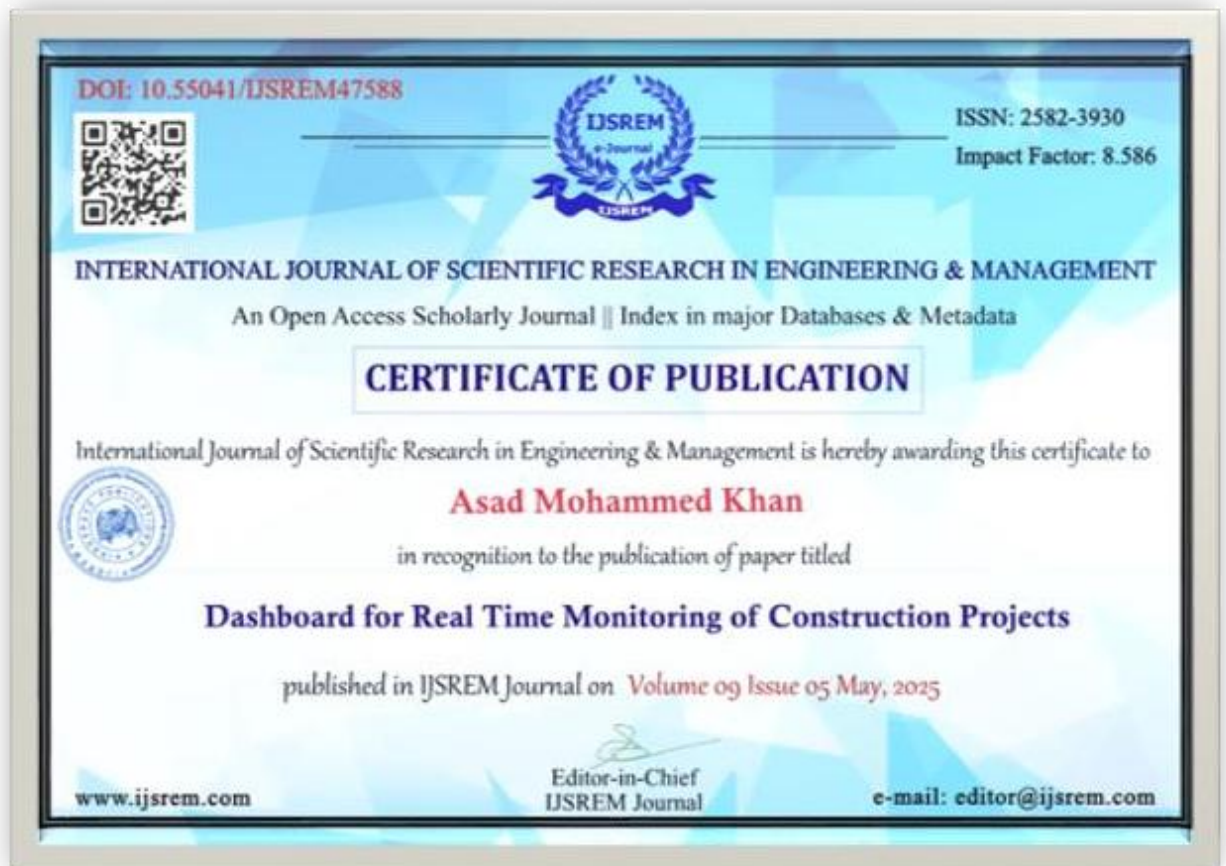 DOI: 10.55041/IJSREM47588
IJSREM
e-Journal
IJSREM
ISSN: 2582-3930
Impact Factor: 8.586
INTERNATIONAL JOURNAL OF SCIENTIFIC RESEARCH IN ENGINEERING & MANAGEMENT
An Open Access Scholarly Journal || Index in major Databases & Metadata
CERTIFICATE OF PUBLICATION
International Journal of Scientific Research in Engineering & Management is hereby awarding this certificate to
Asad Mohammed Khan
in recognition to the publication of paper titled
Dashboard for Real Time Monitoring of Construction Projects
published in IJSREM Journal on Volume 09 Issue 05 May, 2025
Editor-in-Chief
IJSREM Journal
www.ijsrem.com
e-mail: editor@ijsrem.com